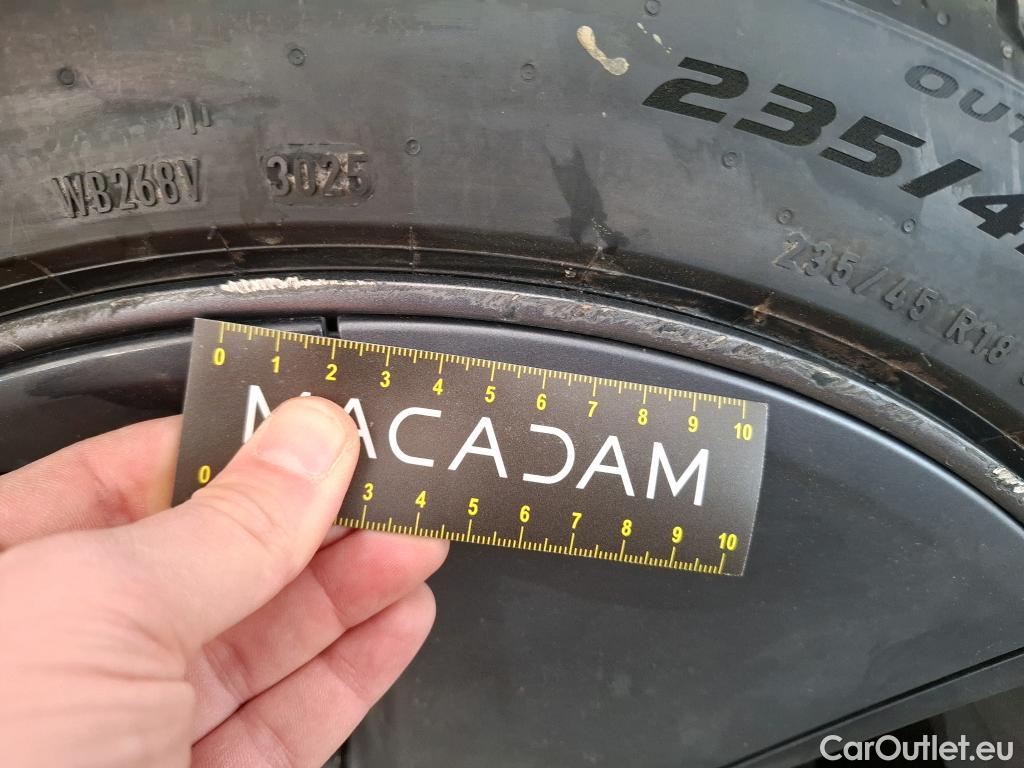 OUT
235/4
WB268V 3025
235/45 R18
0 1 2 3 4 5 6 7 8 9 10
MACADAM
0 3 4 5 6 7 8 9 10
CarOutlet.eu